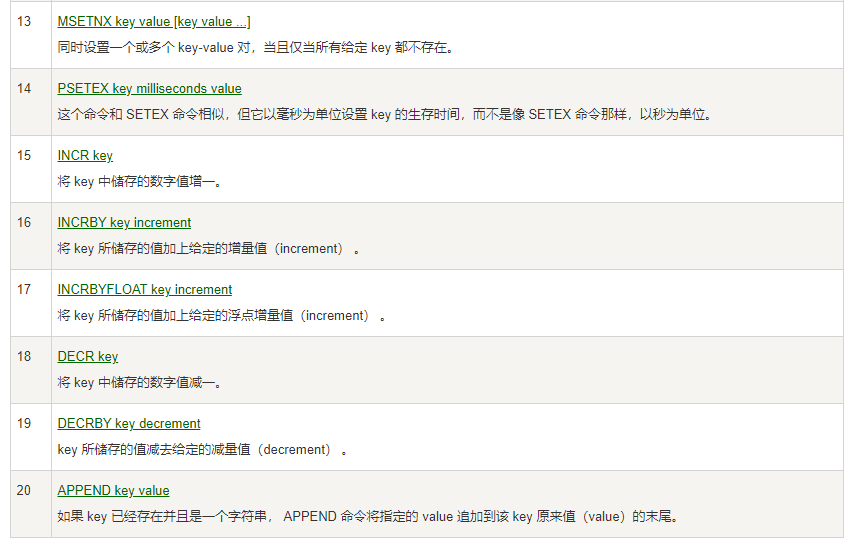 13
MSETNX key value [key value ...]
同时设置一个或多个 key-value 对，当且仅当所有给定 key 都不存在。
14
PSETEX key milliseconds value
这个命令和 SETEX 命令相似，但它以毫秒为单位设置 key 的生存时间，而不是像 SETEX 命令那样，以秒为单位。
15
INCR key
将 key 中储存的数字值增一。
16
INCRBY key increment
将 key 所储存的值加上给定的增量值（increment） 。
17
INCRBYFLOAT key increment
将 key 所储存的值加上给定的浮点增量值（increment） 。
18
DECR key
将 key 中储存的数字值减一。
19
DECRBY key decrement
key 所储存的值减去给定的减量值（decrement） 。
20
APPEND key value
如果 key 已经存在并且是一个字符串， APPEND 命令将指定的 value 追加到该 key 原来值（value）的末尾。